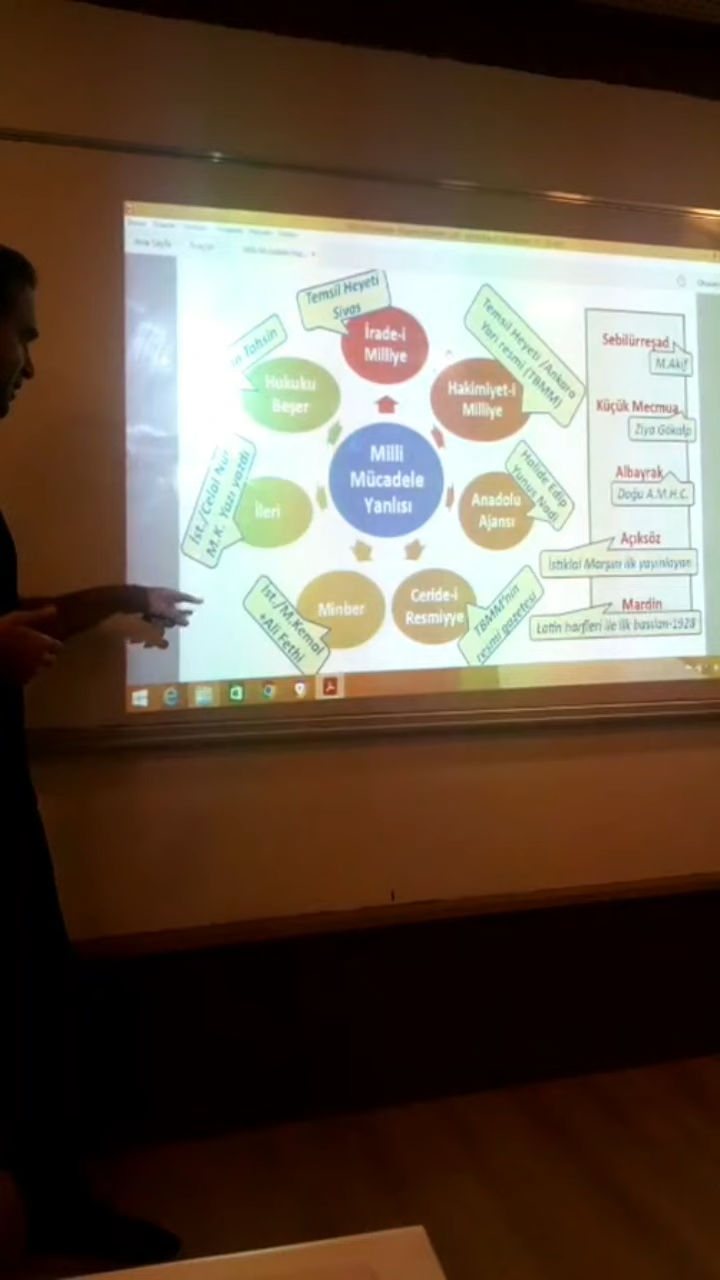 Temsil Heyeti
Sivas
İrade-i
Milliye
Temsil Heyeti /Ankara
Yarı resmi (TBMM)
Hakimiyet-i
Milliye
Tahsin
Hukuku
Beşer
Milli
Mücadele
Yanlısı
Halide Edip
Yunus Nadi
Anadolu
Ajansı
İst./Celal Nuri
M.K. Yazı yazdı
İleri
İst./M.Kemal
+Ali Fethi
Minber
Ceride-i
Resmiyye
TBMM'nin
resmi gazetesi
Sebilürreşad
M.Akif
Küçük Mecmua
Ziya Gökalp
Albayrak
Doğu A.M.H.C.
Açıksöz
İstiklal Marşını ilk yayınlayan
Mardin
Latin harfleri ile ilk basılan-1928